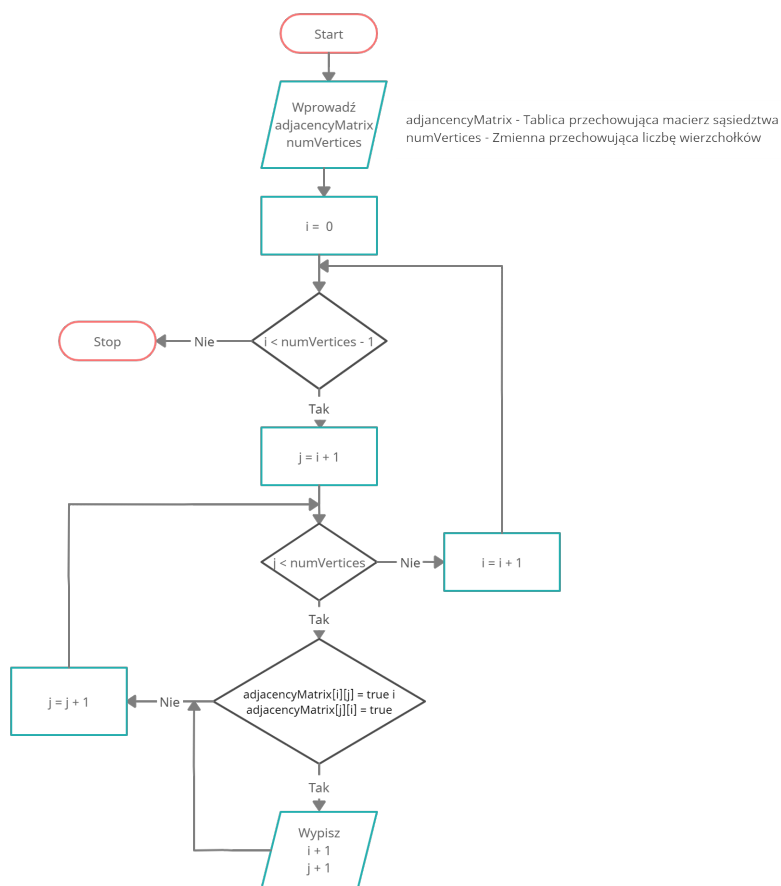 Start
Wprowadź
adjacencyMatrix
numVertices
adjancencyMatrix - Tablica przechowująca macierz sąsiedztwa
numVertices - Zmienna przechowująca liczbę wierzchołków
i = 0
i < numVertices - 1
Nie
Stop
Tak
j = i + 1
j < numVertices
Nie
i = i + 1
Tak
adjacencyMatrix[i][j] = true i
adjacencyMatrix[j][i] = true
Nie
j = j + 1
Tak
Wypisz
i + 1
j + 1